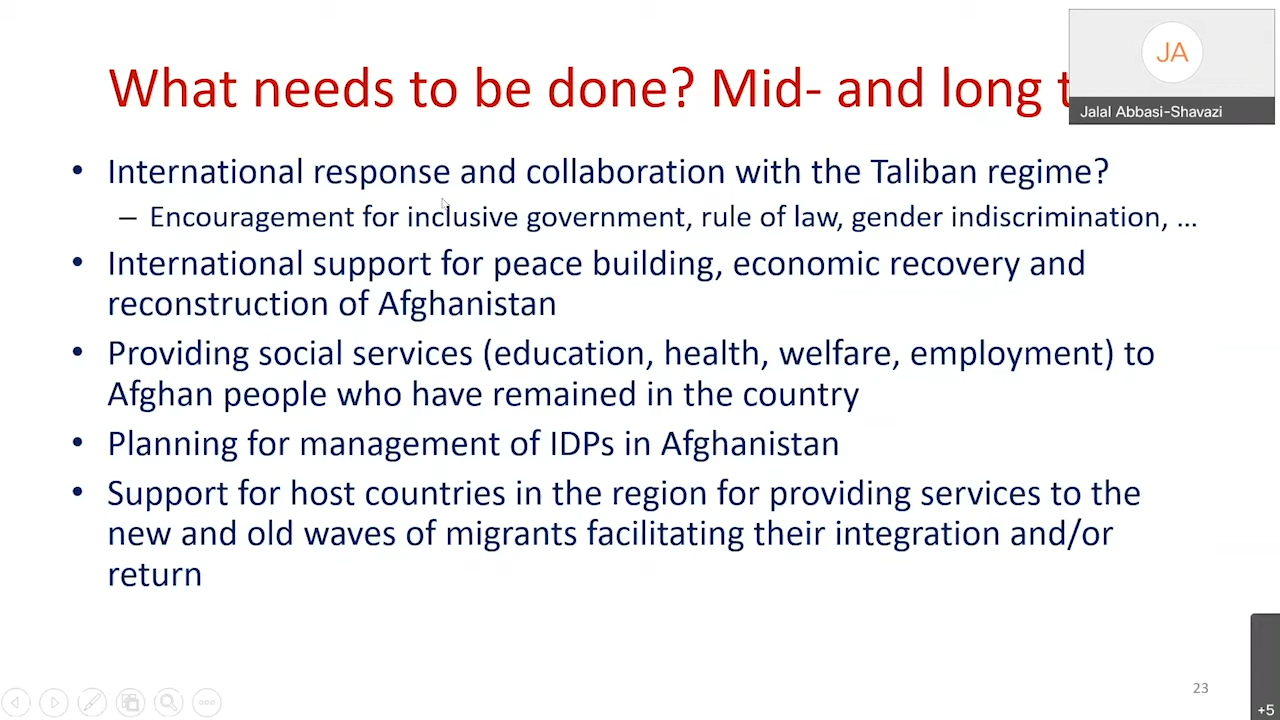 What needs to be done? Mid- and long t
JA
Jalal Abbasi-Shavazi
• International response and collaboration with the Taliban regime?
– Encouragement for inclusive government, rule of law, gender indiscrimination, ...
• International support for peace building, economic recovery and
reconstruction of Afghanistan
• Providing social services (education, health, welfare, employment) to
Afghan people who have remained in the country
• Planning for management of IDPs in Afghanistan
• Support for host countries in the region for providing services to the
new and old waves of migrants facilitating their integration and/or
return
23
+5